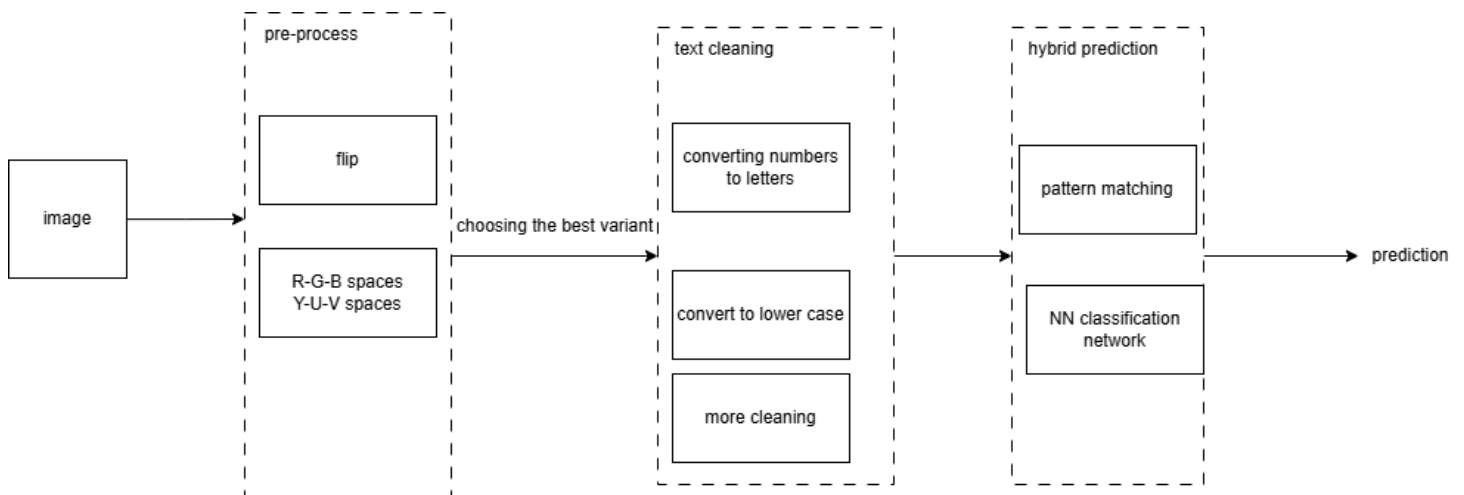 pre-process
text cleaning
hybrid prediction
image
flip
R-G-B spaces
Y-U-V spaces
choosing the best variant
converting numbers
to letters
convert to lower case
more cleaning
pattern matching
NN classification
network
prediction